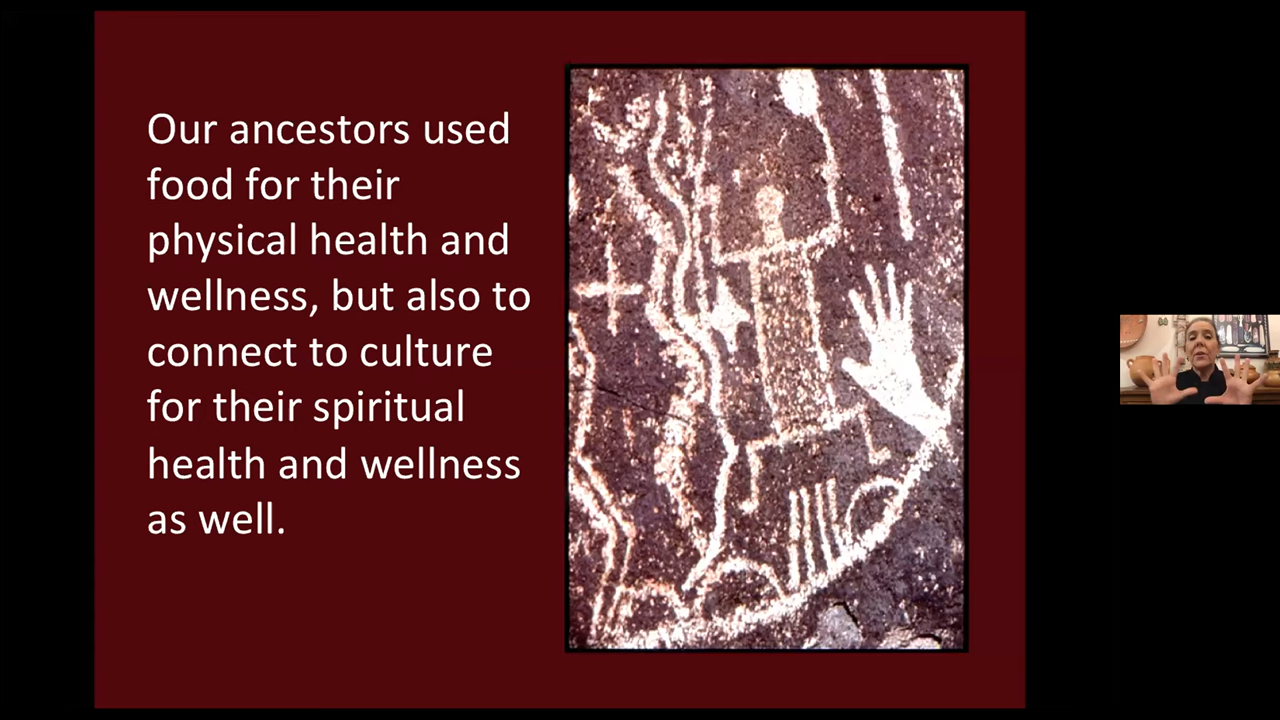 Our ancestors used
food for their
physical health and
wellness, but also to
connect to culture
for their spiritual
health and wellness
as well.